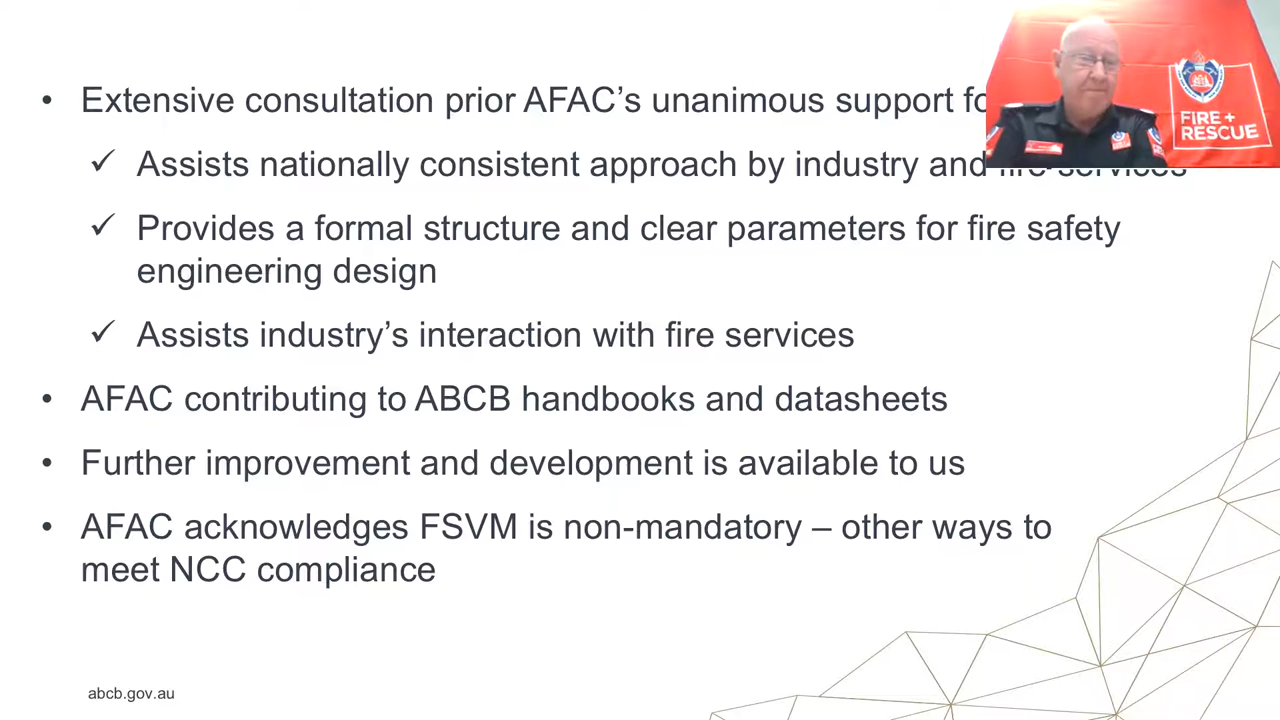 • Extensive consultation prior AFAC's unanimous support
✓ Assists nationally consistent approach by industry and fire services
✓ Provides a formal structure and clear parameters for fire safety
engineering design
✓ Assists industry's interaction with fire services
• AFAC contributing to ABCB handbooks and datasheets
• Further improvement and development is available to us
• AFAC acknowledges FSVM is non-mandatory – other ways to
meet NCC compliance
abcb.gov.au
FIRE +
RESCUE